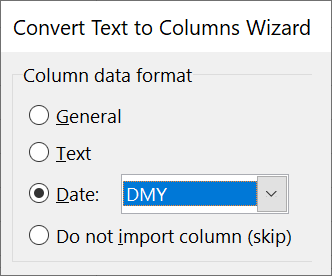 Convert Text to Columns Wizard
Column data format
General
Text
Date: DMY
Do not import column (skip)